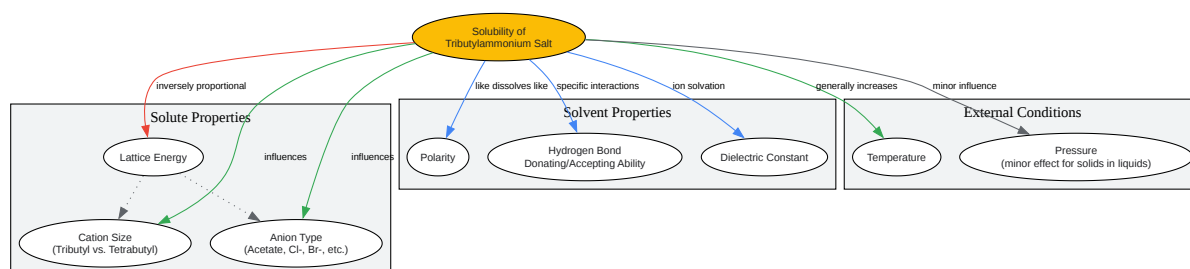 Solubility of
Tributylammonium Salt
inversely proportional
like dissolves like
specific interactions
ion solvation
generally increases
minor influence
Solute Properties
Solvent Properties
External Conditions
Lattice Energy
influences
influences
Polarity
Hydrogen Bond
Donating/Accepting Ability
Dielectric Constant
Temperature
Pressure
(minor effect for solids in liquids)
Cation Size
(Tributyl vs. Tetrabutyl)
Anion Type
(Acetate, Cl-, Br-, etc.)